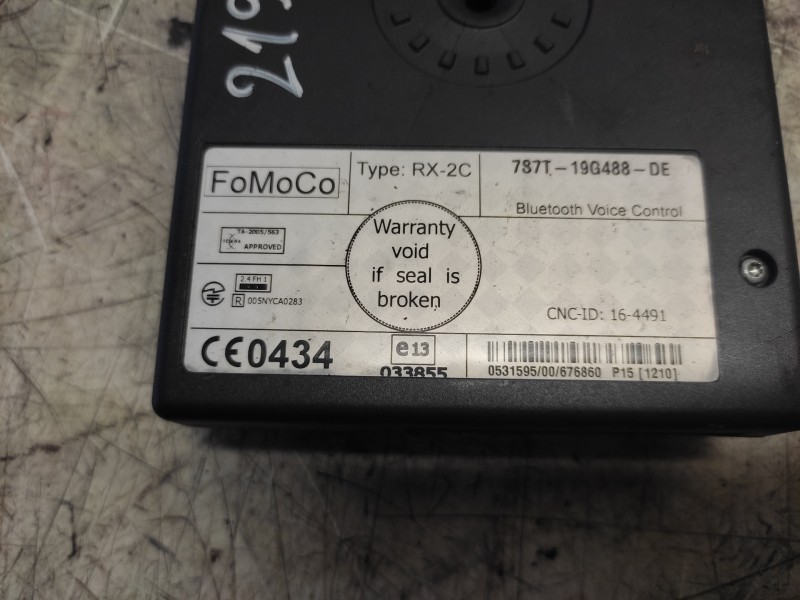 219
FoMoCo
Type: RX-2C
7S7T-19G488-DE
Bluetooth Voice Control
TA-2005/563
APPROVED
Warranty
void
if seal is
broken
2.4 FH 1
R 005NYCA0283
CNC-ID: 16-4491
CE0434
e13
033855
0531595/00/676860 P15 [1210]